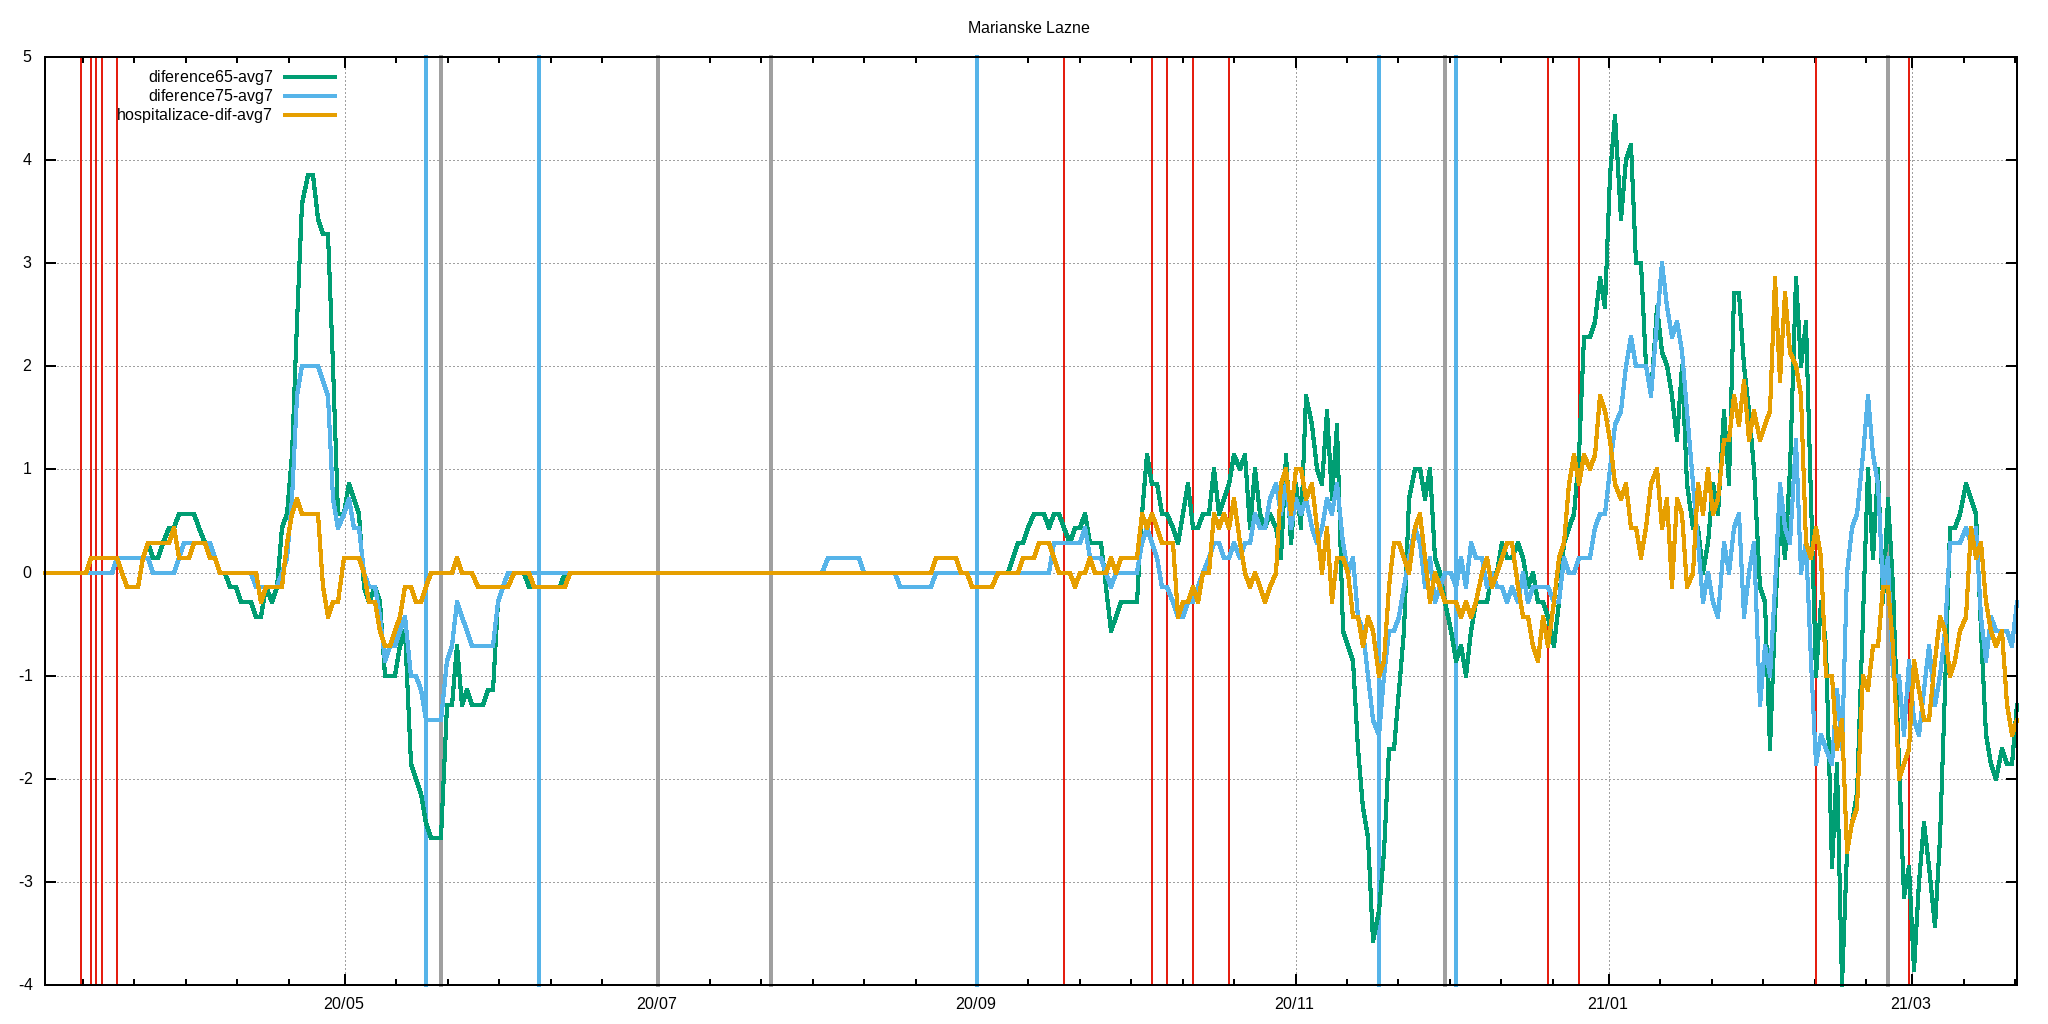 Marianske Lazne
5
diference65-avg7
diference75-avg7
hospitalizace-dif-avg7
4
3
2
1
0
-1
-2
-3
-4
20/05 20/07 20/09 20/11 21/01 21/03